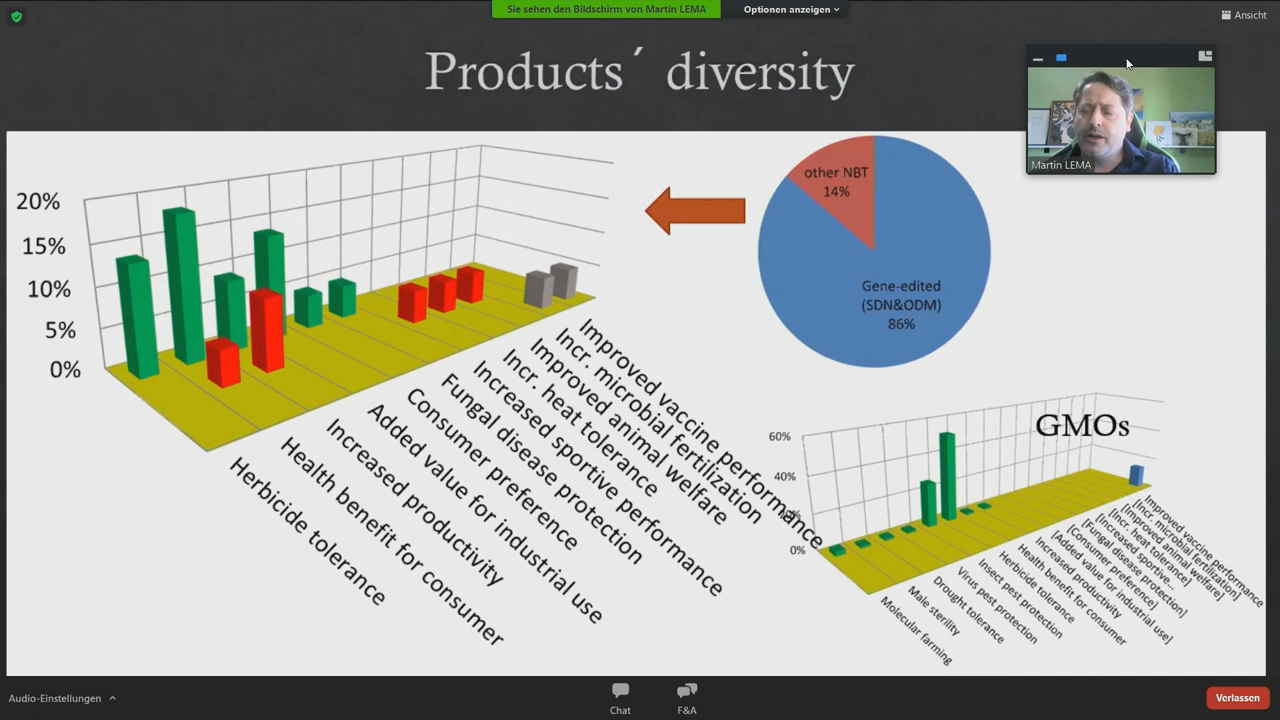 Sie sehen den Bildschirm von Martin LEMA
Optionen anzeigen
Ansicht
Products´ diversity
Martin LEMA
20%
15%
10%
5%
0%
Herbicide tolerance
Health benefit for consumer
Increased productivity
Added value for industrial use
Consumer preference
Fungal disease protection
Increased sportive performance
Incr. heat tolerance
Improved animal welfare
Incr. microbial fertilization
Improved vaccine performance
other NBT
14%
Gene-edited
(SDN&ODM)
86%
GMOs
60%
40%
0%
Molecular farming
Male sterility
Drought tolerance
Virus pest protection
Insect pest protection
Herbicide tolerance
Health benefit for consumer
Increased productivity
[Added value for industrial use]
[Consumer preference]
[Fungal disease protection]
[Increased sportive...
[Incr. heat tolerance]
[Improved animal welfare]
[Incr. microbial fertilization]
Improved vaccine performance
Audio-Einstellungen
Chat
F&A
Verlassen